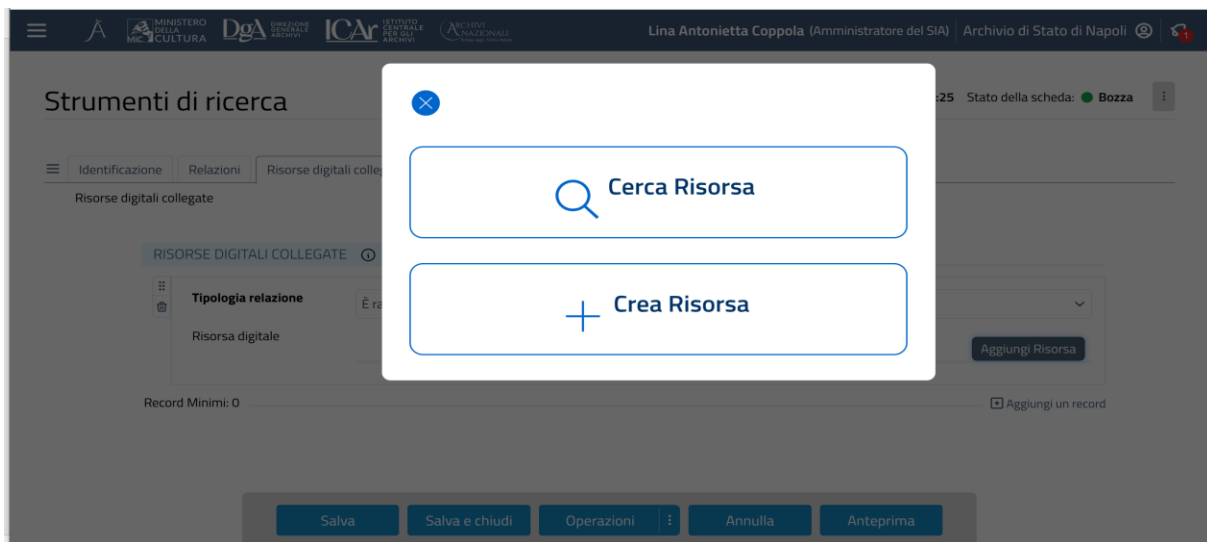 MiC MINISTERO DELLA CULTURA DgA DIREZIONE GENERALE ARCHIVI ICAr ISTITUTO CENTRALE PER GLI ARCHIVI ARCHIVI NAZIONALI Lina Antonietta Coppola (Amministratore del SIA) Archivio di Stato di Napoli 1
Strumenti di ricerca :25 Stato della scheda: Bozza
Identificazione Relazioni Risorse digitali colle
Risorse digitali collegate
Cerca Risorsa
RISORSE DIGITALI COLLEGATE
Tipologia relazione È ra
Crea Risorsa
Risorsa digitale Aggiungi Risorsa
Record Minimi: 0 Aggiungi un record
Salva Salva e chiudi Operazioni Annulla Anteprima